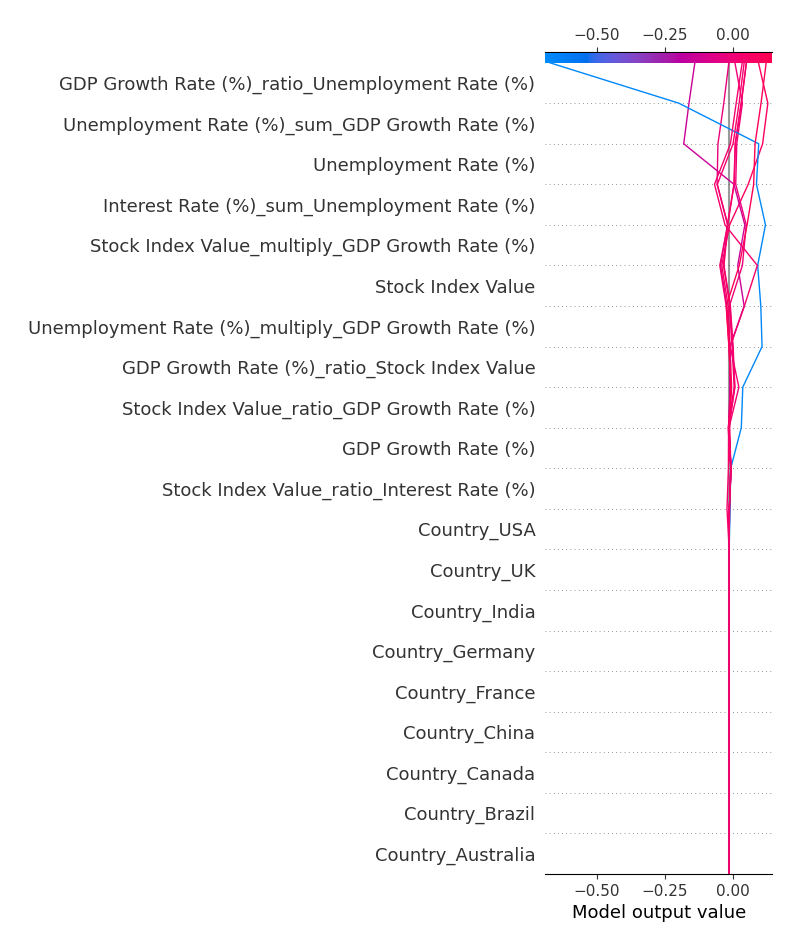 −0.50 −0.25 0.00
GDP Growth Rate (%)_ratio_Unemployment Rate (%)
Unemployment Rate (%)_sum_GDP Growth Rate (%)
Unemployment Rate (%)
Interest Rate (%)_sum_Unemployment Rate (%)
Stock Index Value_multiply_GDP Growth Rate (%)
Stock Index Value
Unemployment Rate (%)_multiply_GDP Growth Rate (%)
GDP Growth Rate (%)_ratio_Stock Index Value
Stock Index Value_ratio_GDP Growth Rate (%)
GDP Growth Rate (%)
Stock Index Value_ratio_Interest Rate (%)
Country_USA
Country_UK
Country_India
Country_Germany
Country_France
Country_China
Country_Canada
Country_Brazil
Country_Australia
−0.50 −0.25 0.00
Model output value